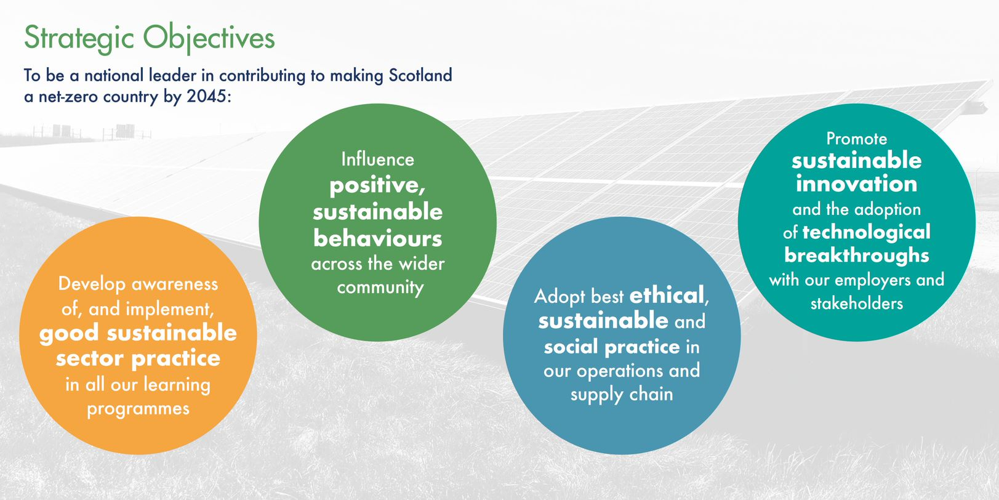 Strategic Objectives
To be a national leader in contributing to making Scotland
a net-zero country by 2045:
Develop awareness
of, and implement,
good sustainable
sector practice
in all our learning
programmes
Influence
positive,
sustainable
behaviours
across the wider
community
Adopt best ethical,
sustainable and
social practice in
our operations and
supply chain
Promote
sustainable
innovation
and the adoption
of technological
breakthroughs
with our employers and
stakeholders